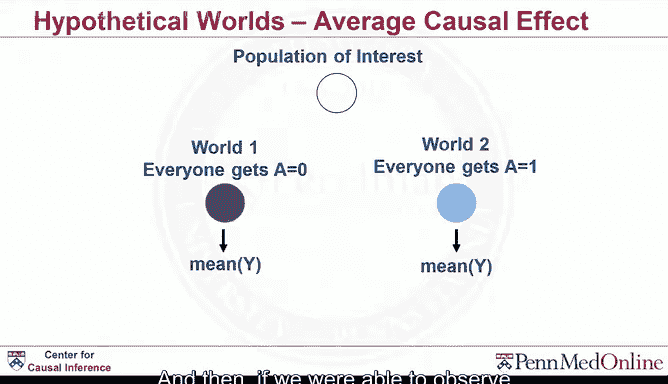 Hypothetical Worlds – Average Causal Effect
Population of Interest
World 1
Everyone gets A=0
World 2
Everyone gets A=1
mean(Y)
mean(Y)
Center for
Causal Inference
PennMedOnline
And then, if we were able to observe